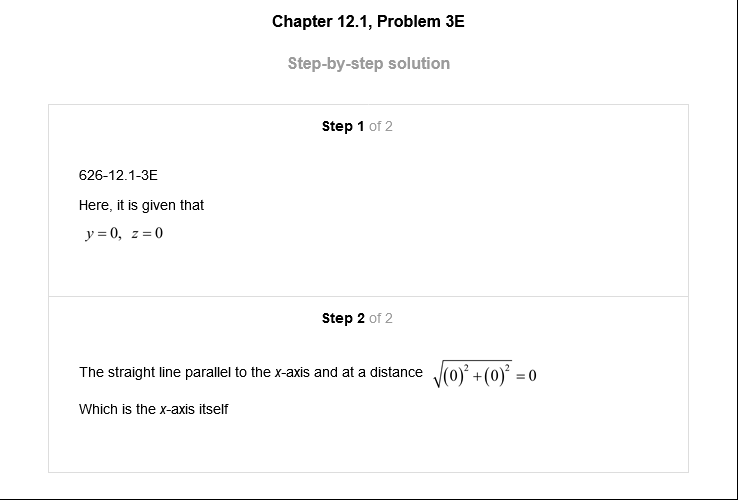 Chapter 12.1, Problem 3E
Step-by-step solution
Step 1 of 2
626-12.1-3E
Here, it is given that
y = 0, z = 0
Step 2 of 2
The straight line parallel to the x-axis and at a distance √((0)² + (0)²) = 0
Which is the x-axis itself